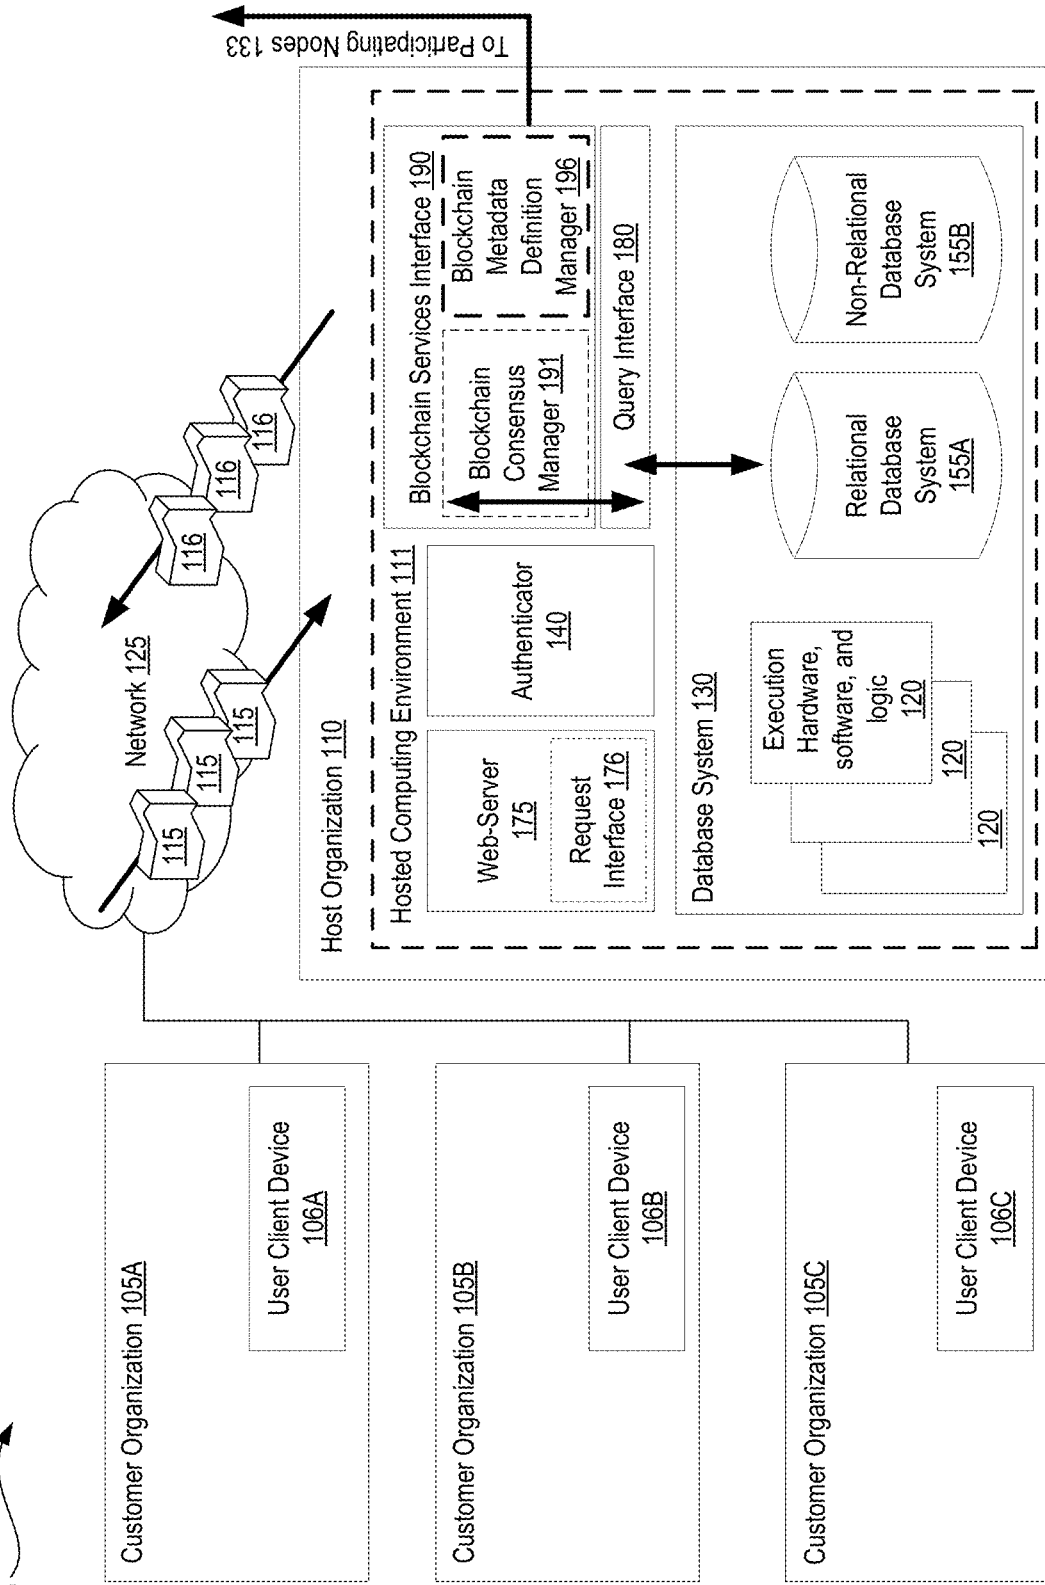 To Participating Nodes 133
Network 125
115
115
115
116
116
116
Host Organization 110
Hosted Computing Environment 111
Web-Server
175
Request
Interface 176
Authenticator
140
Blockchain Services Interface 190
Blockchain
Consensus
Manager 191
Blockchain
Metadata
Definition
Manager 196
Query Interface 180
Database System 130
Execution
Hardware,
software, and
logic
120
120
120
Relational
Database
System
155A
Non-Relational
Database
System
155B
Customer Organization 105A
User Client Device
106A
Customer Organization 105B
User Client Device
106B
Customer Organization 105C
User Client Device
106C